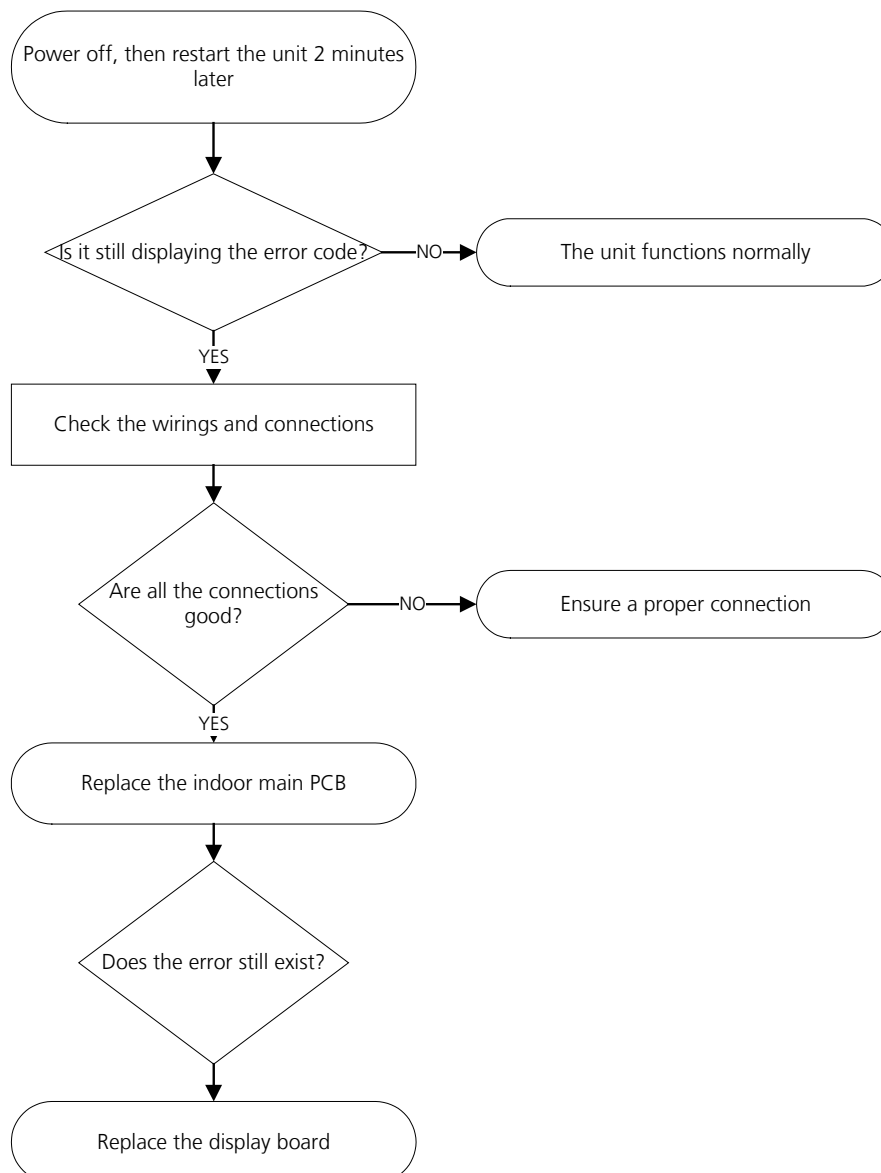 Power off, then restart the unit 2 minutes
later
Is it still displaying the error code?
NO
The unit functions normally
YES
Check the wirings and connections
Are all the connections
good?
NO
Ensure a proper connection
YES
Replace the indoor main PCB
Does the error still exist?
Replace the display board